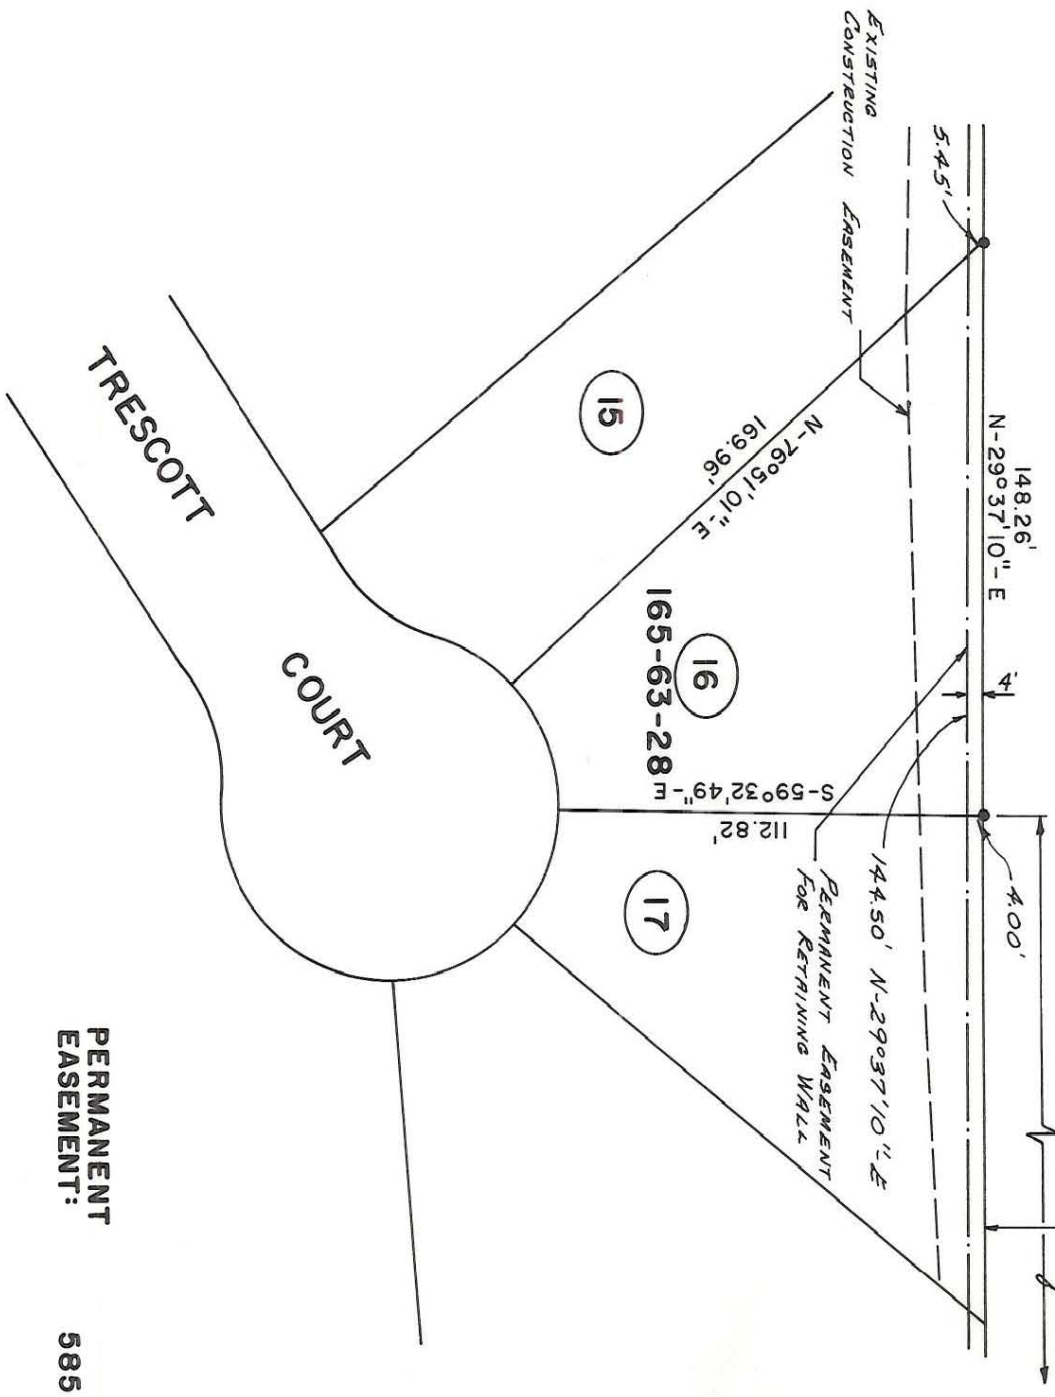 EXISTING
CONSTRUCTION EASEMENT
5.45'
148.26'
N-29°37'10"-E
4'
4.00'
144.50' N-29°37'10"-E
PERMANENT EASEMENT
FOR RETAINING WALL
N-76°51'01"-E
169.96'
S-59°32'49"-E
112.82'
15
16
165-63-28
17
TRESCOTT
COURT
PERMANENT
EASEMENT: 585